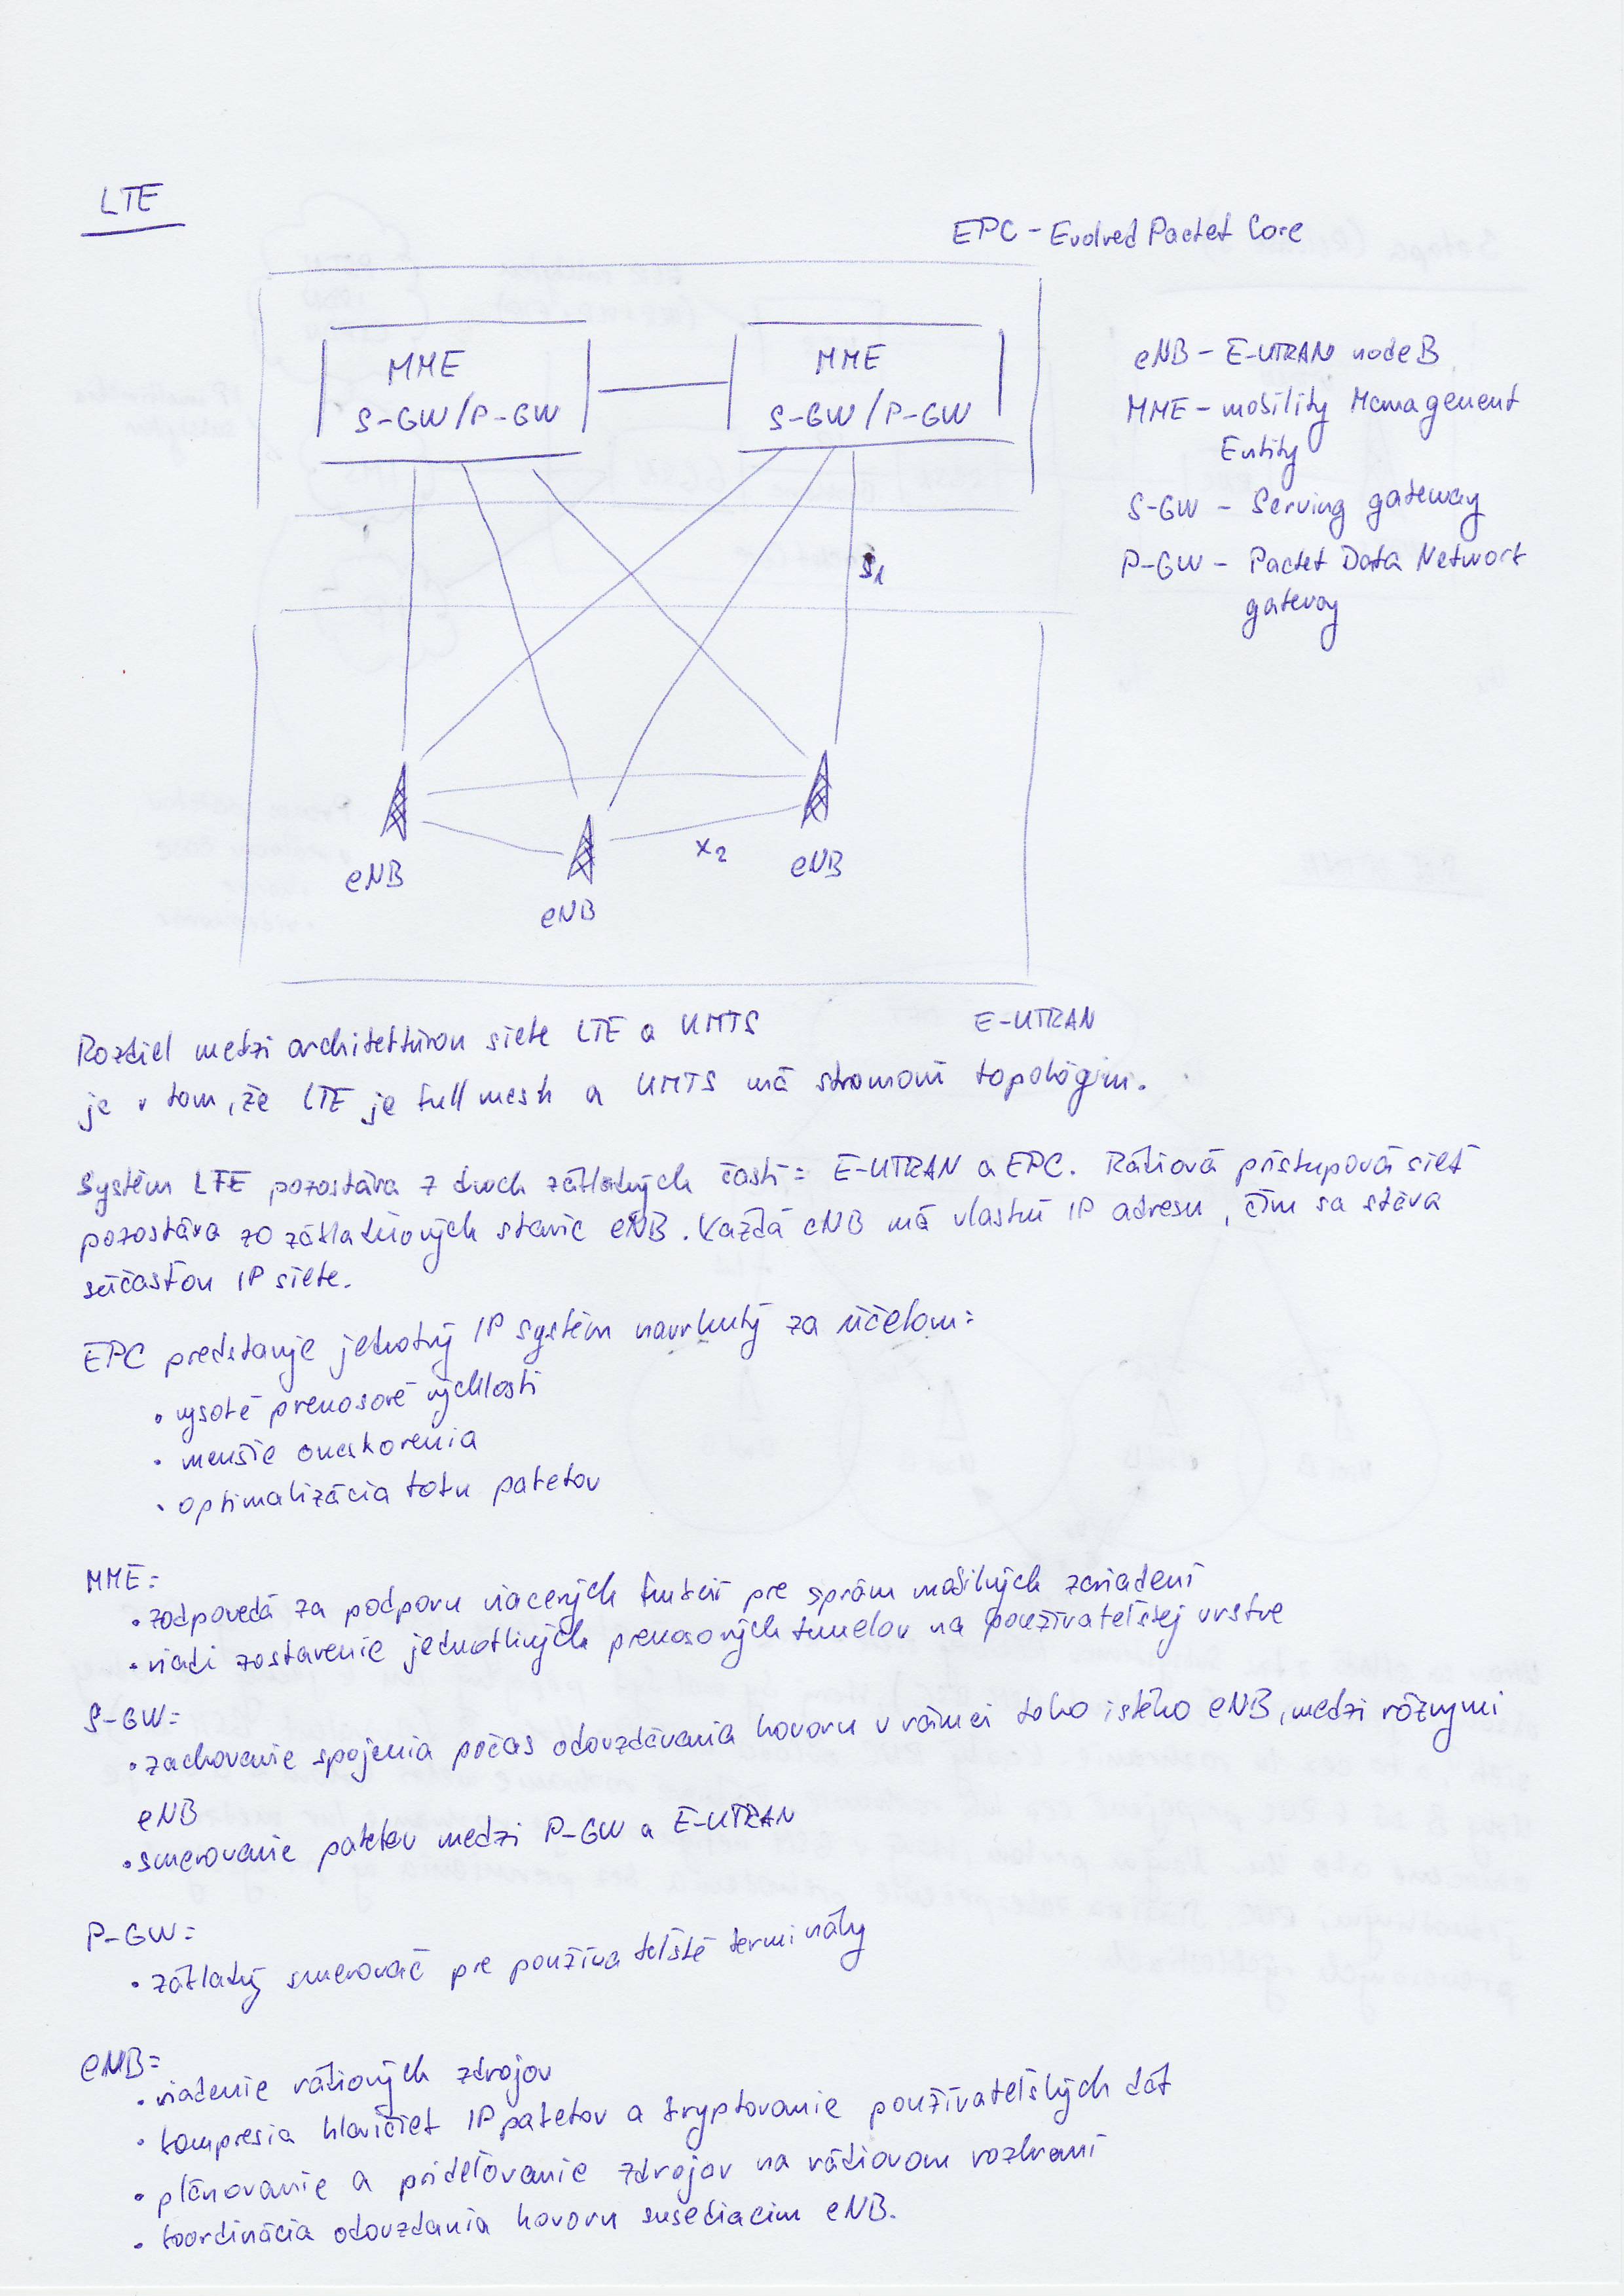 LTE
EPC - Evolved Packet Core
MME
S-GW/P-GW
MME
S-GW/P-GW
eNB - E-UTRAN node B
MME - mobility Management
Entity
S-GW - Serving gateway
P-GW - Packet Data Network
gateway
S1
X2
eNB
eNB
eNB
E-UTRAN
Rozdiel medzi architektúrou siete LTE a UMTS
je v tom, že LTE je full mesh a UMTS má stromovú topológiu.
Systém LTE pozostáva z dvoch základných častí: E-UTRAN a EPC. Rádiová prístupová sieť
pozostáva zo základňových staníc eNB. Každá eNB má vlastnú IP adresu, čím sa stáva
súčasťou IP siete.
EPC predstavuje jednotný IP systém navrhnutý za účelom:
• vysoké prenosové rýchlosti
• menšie oneskorenia
• optimalizácia toku paketov
MME:
• zodpovedá za podporu viacerých funkcií pre správu mobilných zariadení
• riadi zostavenie jednotlivých prenosových tunelov na používateľskej vrstve
S-GW:
• zachovanie spojenia počas odovzdávania hovoru v rámci toho istého eNB, medzi rôznymi
eNB
• smerovanie paketov medzi P-GW a E-UTRAN
P-GW:
• základný smerovač pre používateľské terminály
eNB:
• riadenie rádiových zdrojov
• kompresia hlavičiek IP paketov a kryptovanie používateľských dát
• plánovanie a prideľovanie zdrojov na rádiovom rozhraní
• koordinácia odovzdania hovoru susediacim eNB.